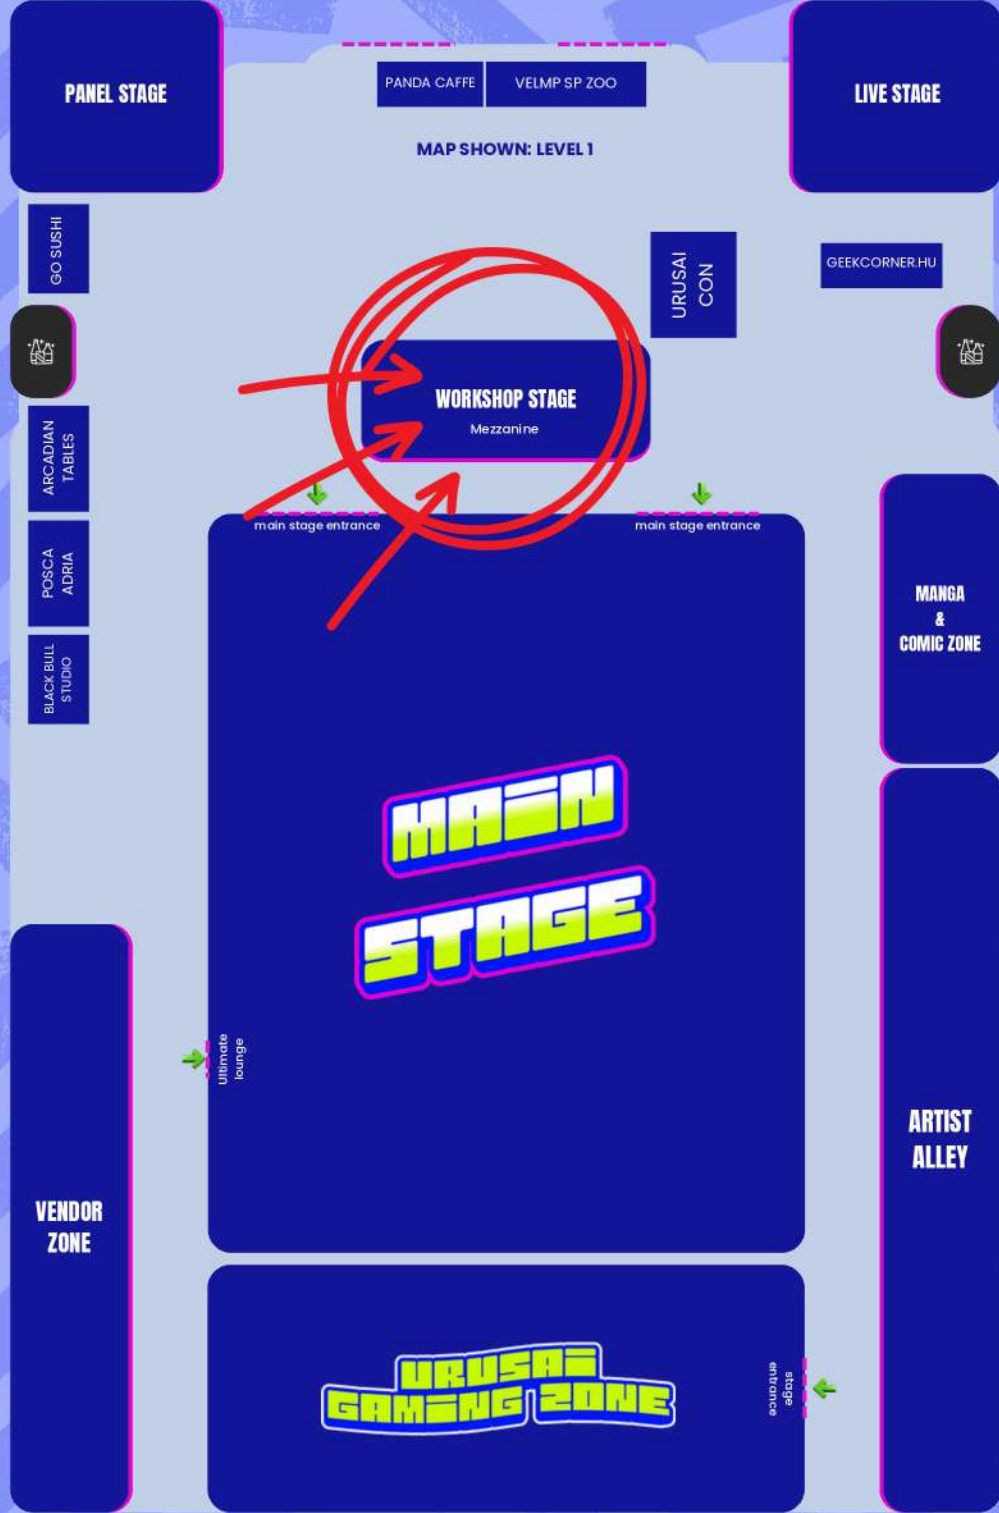 PANEL STAGE
PANDA CAFFE
VELMP SP ZOO
LIVE STAGE
MAP SHOWN: LEVEL 1
GO SUSHI
URUSAI
CON
GEEKCORNER.HU
WORKSHOP STAGE
Mezzanine
ARCADIAN
TABLES
main stage entrance
main stage entrance
POSCA
ADRIA
MANGA
&
COMIC ZONE
BLACK BULL
STUDIO
MAIN
STAGE
Ultimate
lounge
ARTIST
ALLEY
VENDOR
ZONE
URUSAI
GAMING ZONE
stage
entrance